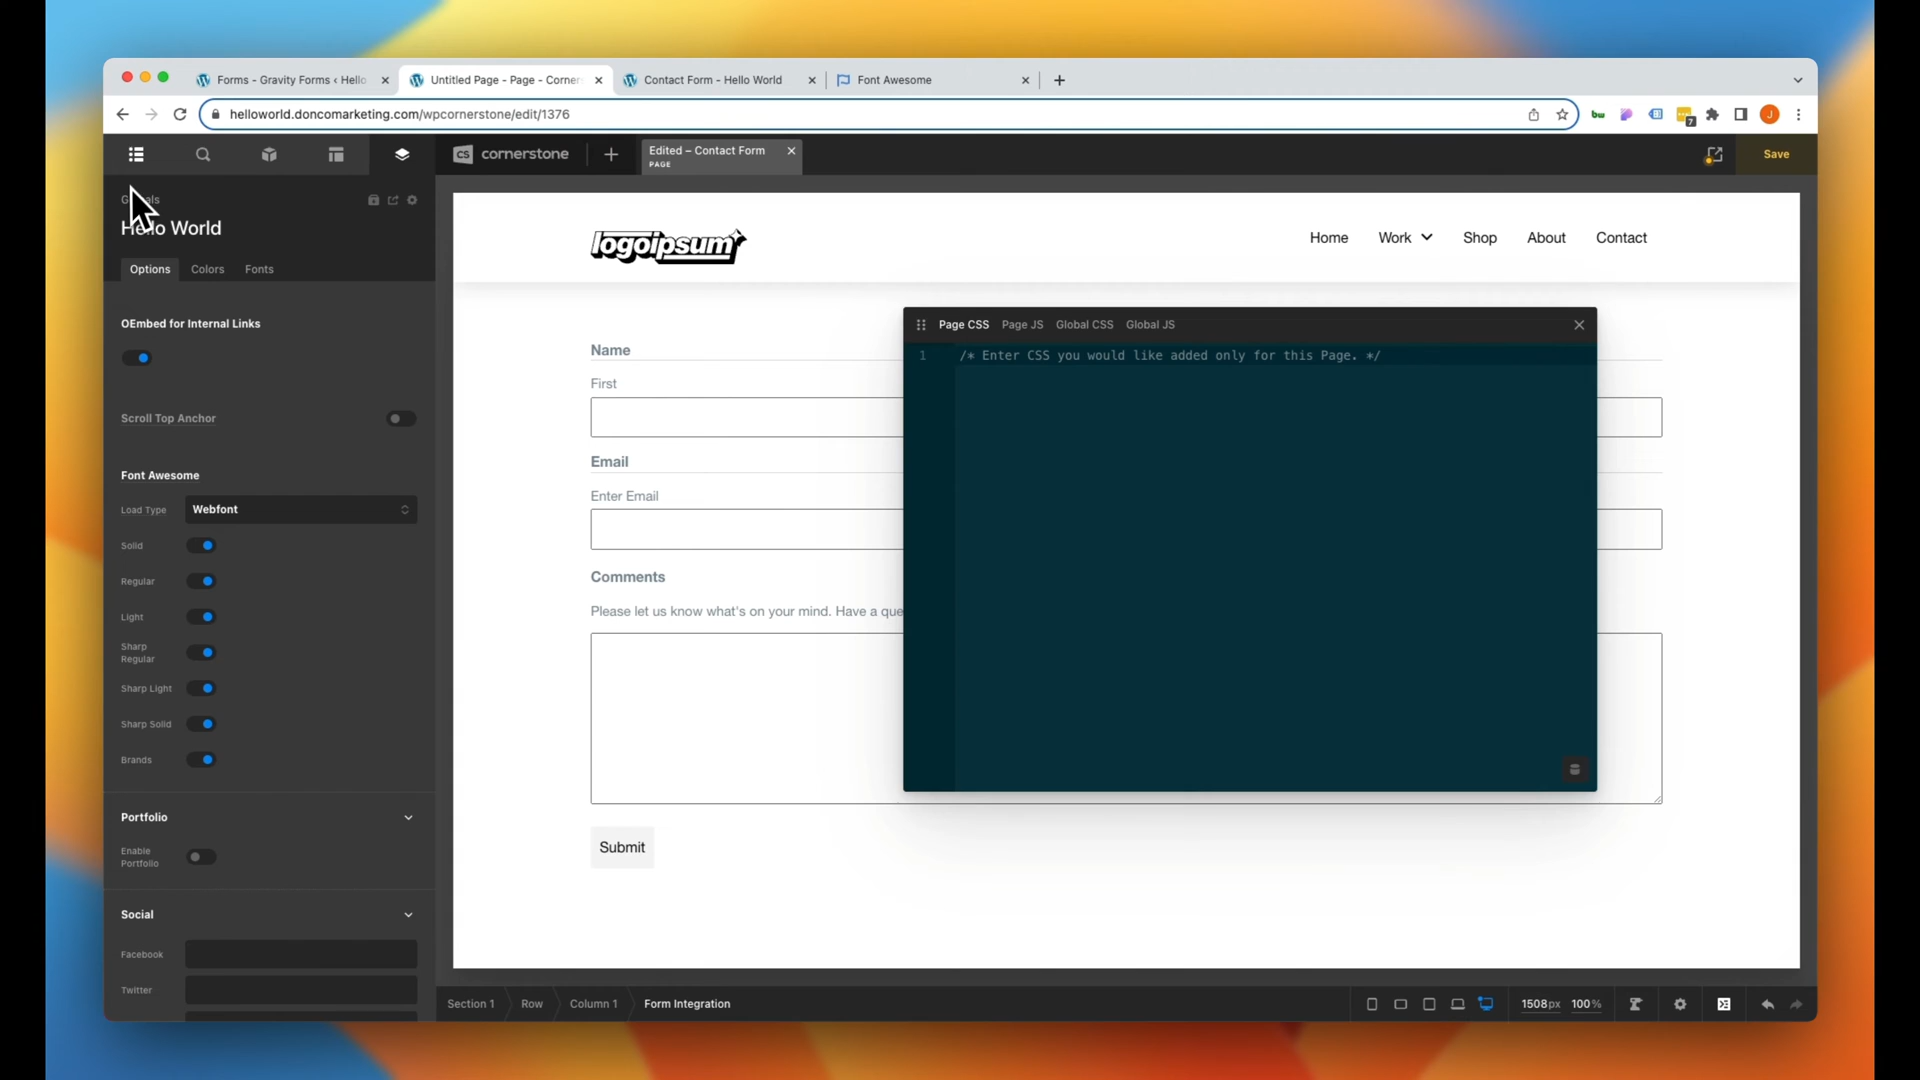 Forms - Gravity Forms ‹ Hello
Untitled Page - Page - Corner
Contact Form - Hello World
Font Awesome
helloworld.doncomarketing.com/wpcornerstone/edit/1376
7
J
CS cornerstone
Edited – Contact Form
PAGE
Save
Hello World
Options Colors Fonts
OEmbed for Internal Links
Scroll Top Anchor
Font Awesome
Load Type Webfont
Solid
Regular
Light
Sharp
Regular
Sharp Light
Sharp Solid
Brands
Portfolio
Enable
Portfolio
Social
Facebook
Twitter
logoipsum
Home Work Shop About Contact
Page CSS Page JS Global CSS Global JS
1 /* Enter CSS you would like added only for this Page. */
Name
First
Email
Enter Email
Comments
Please let us know what's on your mind. Have a que
Submit
Section 1 Row Column 1 Form Integration
1508px 100%